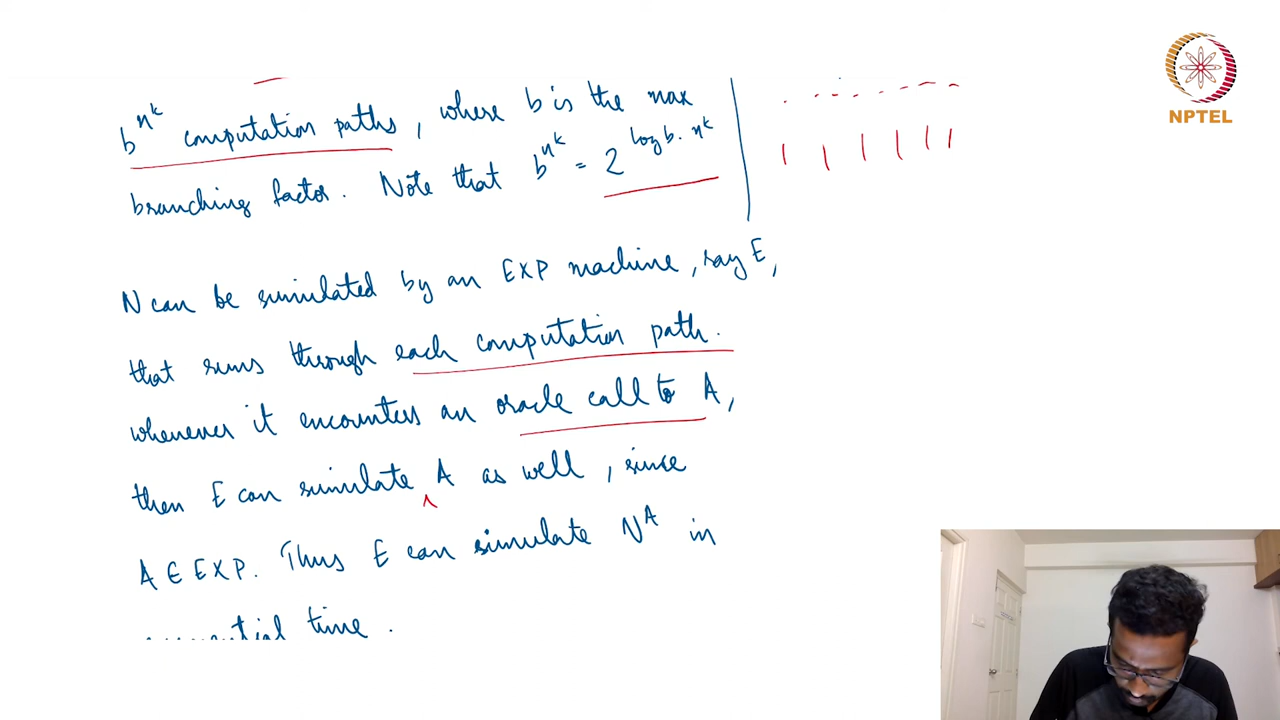 b^{n^k} computation paths, where b is the max
branching factor. Note that b^{n^k} = 2^{log b · n^k}
N can be simulated by an EXP machine, say E,
that runs through each computation path.
whenever it encounters an oracle call to A,
then E can simulate A as well, since
A ∈ EXP. Thus E can simulate N^A in
exponential time.
NPTEL